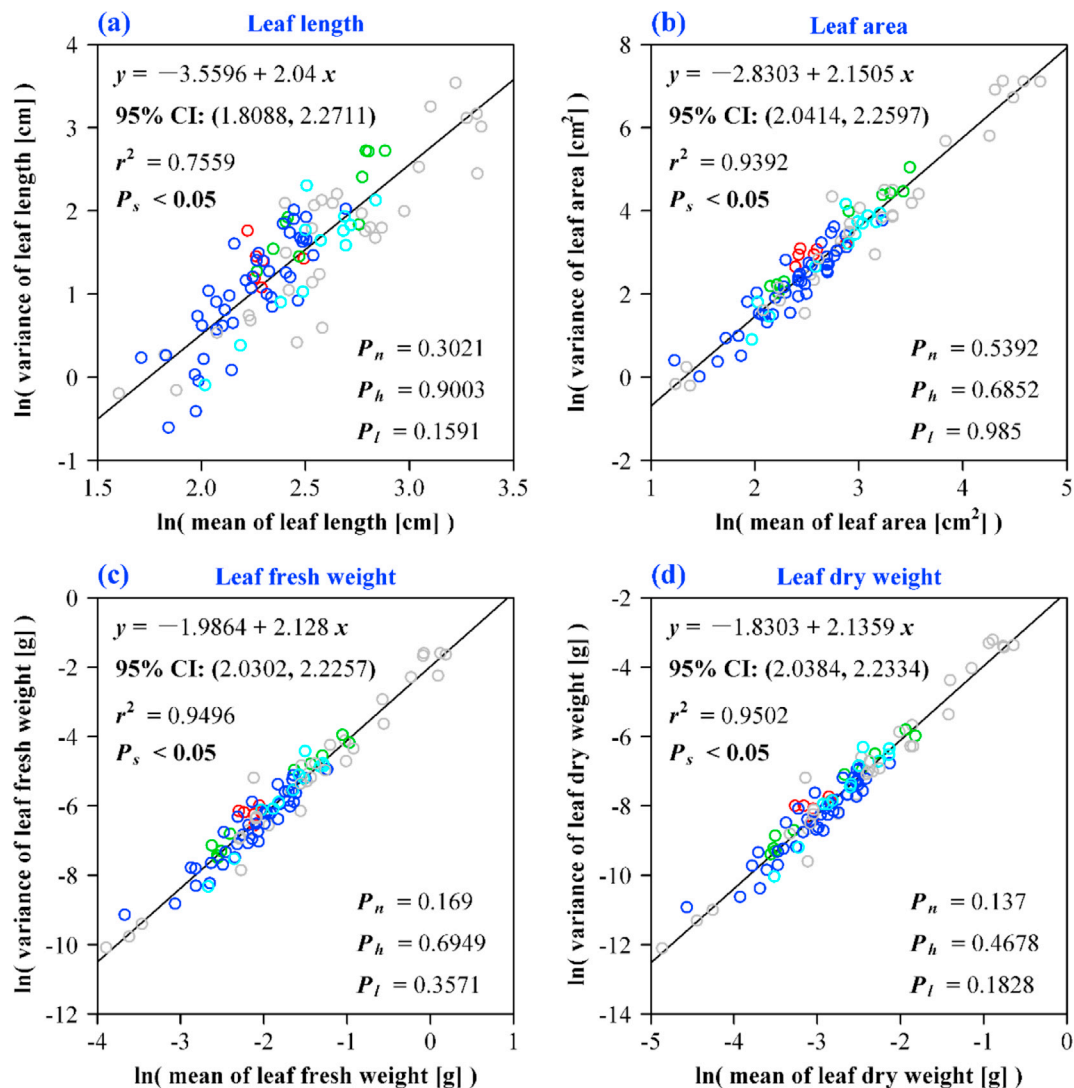 (a) Leaf length
y = −3.5596 + 2.04 x
95% CI: (1.8088, 2.2711)
r² = 0.7559
Ps < 0.05
Pn = 0.3021
Ph = 0.9003
Pl = 0.1591
4
3
2
1
0
-1
1.5 2.0 2.5 3.0 3.5
ln( variance of leaf length [cm] )
ln( mean of leaf length [cm] )
(b) Leaf area
y = −2.8303 + 2.1505 x
95% CI: (2.0414, 2.2597)
r² = 0.9392
Ps < 0.05
Pn = 0.5392
Ph = 0.6852
Pl = 0.985
8
6
4
2
0
-2
1 2 3 4 5
ln( variance of leaf area [cm²] )
ln( mean of leaf area [cm²] )
(c) Leaf fresh weight
y = −1.9864 + 2.128 x
95% CI: (2.0302, 2.2257)
r² = 0.9496
Ps < 0.05
Pn = 0.169
Ph = 0.6949
Pl = 0.3571
0
-2
-4
-6
-8
-10
-12
-4 -3 -2 -1 0 1
ln( variance of leaf fresh weight [g] )
ln( mean of leaf fresh weight [g] )
(d) Leaf dry weight
y = −1.8303 + 2.1359 x
95% CI: (2.0384, 2.2334)
r² = 0.9502
Ps < 0.05
Pn = 0.137
Ph = 0.4678
Pl = 0.1828
-2
-4
-6
-8
-10
-12
-14
-5 -4 -3 -2 -1 0
ln( variance of leaf dry weight [g] )
ln( mean of leaf dry weight [g] )